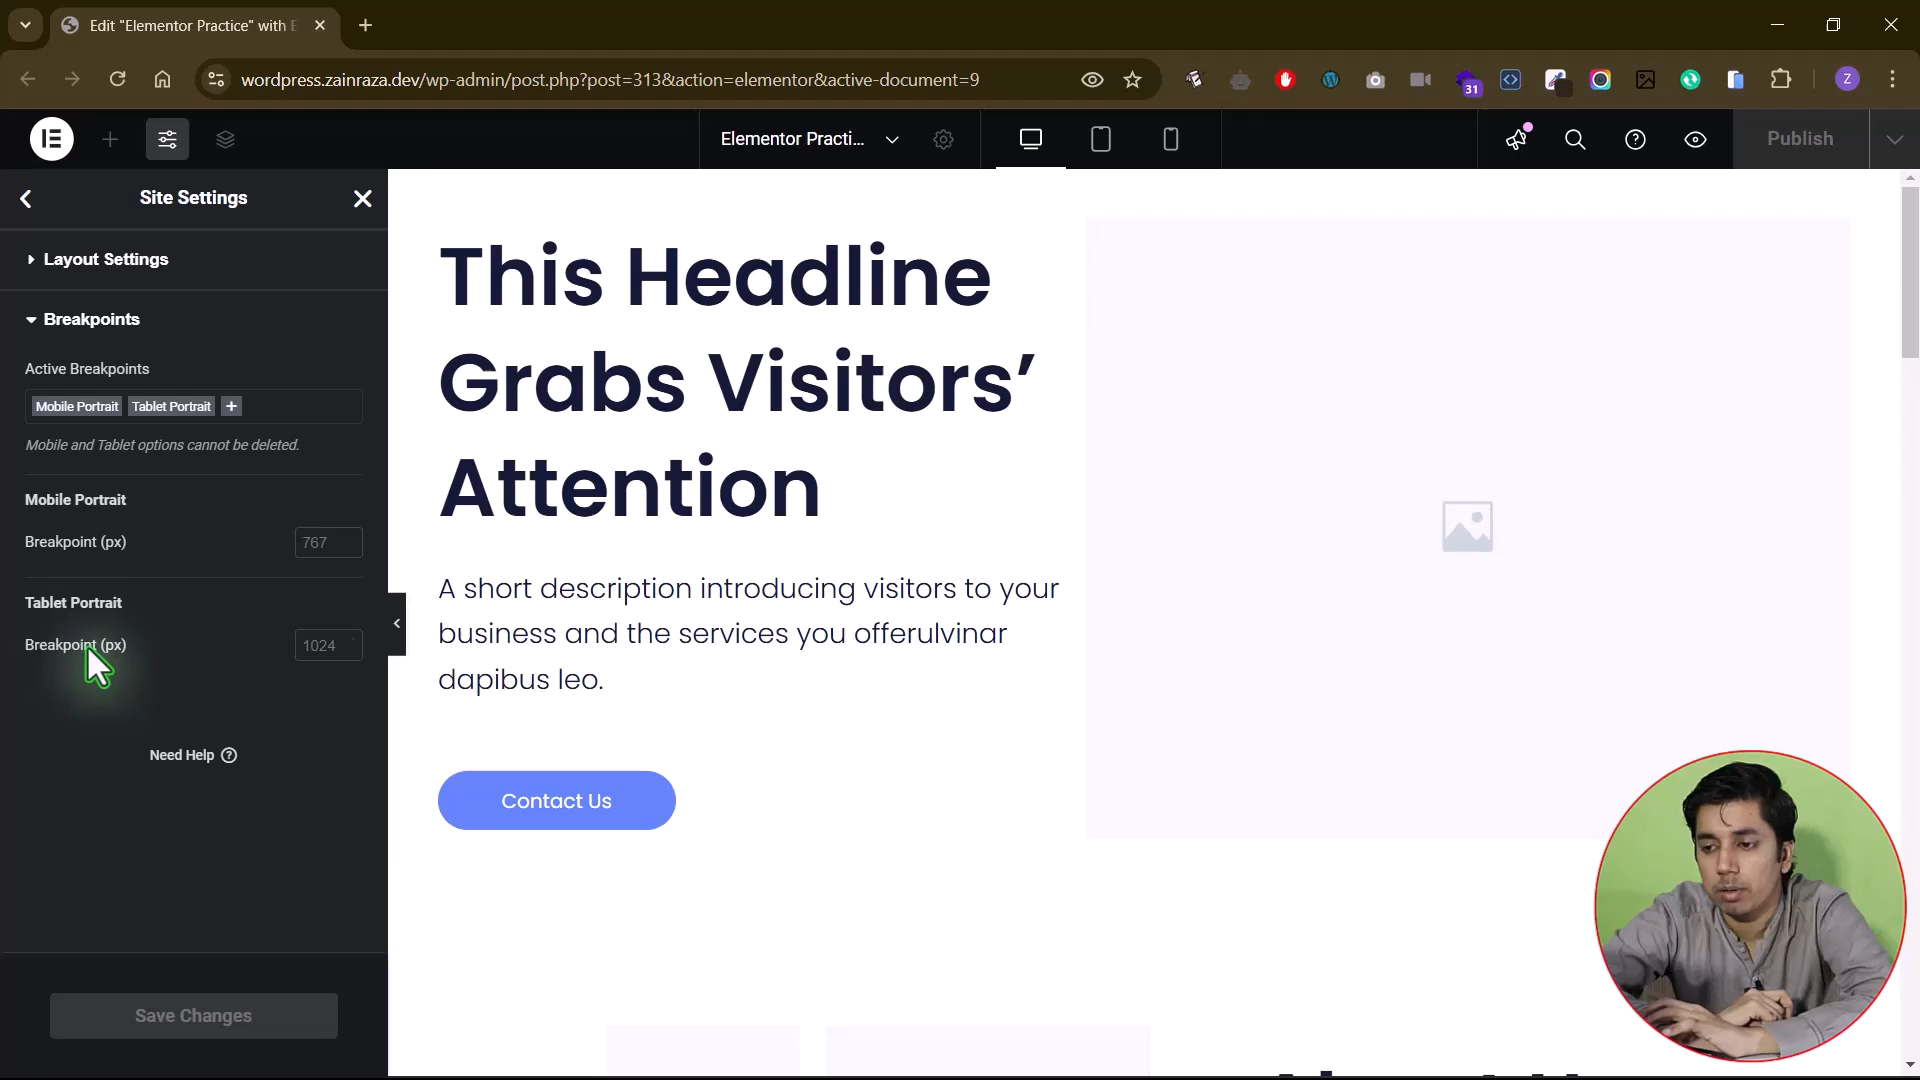 Edit "Elementor Practice" with E
wordpress.zainraza.dev/wp-admin/post.php?post=313&action=elementor&active-document=9
31
Z
Elementor Practi...
Publish
Site Settings
Layout Settings
Breakpoints
Active Breakpoints
Mobile Portrait Tablet Portrait +
Mobile and Tablet options cannot be deleted.
Mobile Portrait
Breakpoint (px) 767
Tablet Portrait
Breakpoint (px) 1024
Need Help
Save Changes
This Headline
Grabs Visitors’
Attention
A short description introducing visitors to your
business and the services you offerulvinar
dapibus leo.
Contact Us